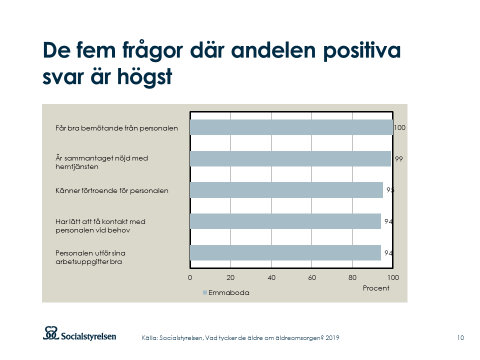 De fem frågor där andelen positiva
svar är högst
Får bra bemötande från personalen
100
Är sammantaget nöjd med
hemtjänsten
99
Känner förtroende för personalen
95
Har lätt att få kontakt med
personalen vid behov
94
Personalen utför sina
arbetsuppgifter bra
94
0 20 40 60 80 100
Procent
Emmaboda
Socialstyrelsen
Källa: Socialstyrelsen, Vad tycker de äldre om äldreomsorgen? 2019
10